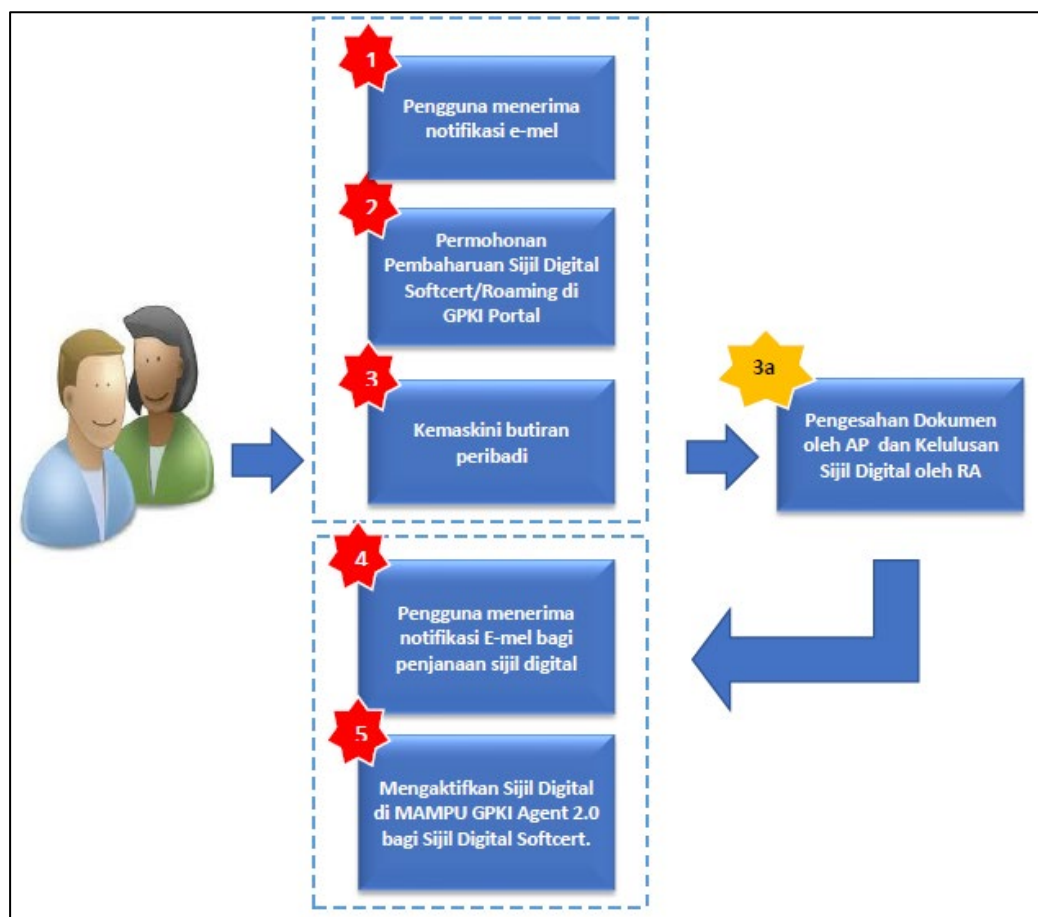 1
Pengguna menerima
notifikasi e-mel
2
Permohonan
Pembaharuan Sijil Digital
Softcert/Roaming di
GPKI Portal
3
Kemaskini butiran
peribadi
3a
Pengesahan Dokumen
oleh AP dan Kelulusan
Sijil Digital oleh RA
4
Pengguna menerima
notifikasi E-mel bagi
penjanaan sijil digital
5
Mengaktifkan Sijil Digital
di MAMPU GPKI Agent 2.0
bagi Sijil Digital Softcert.